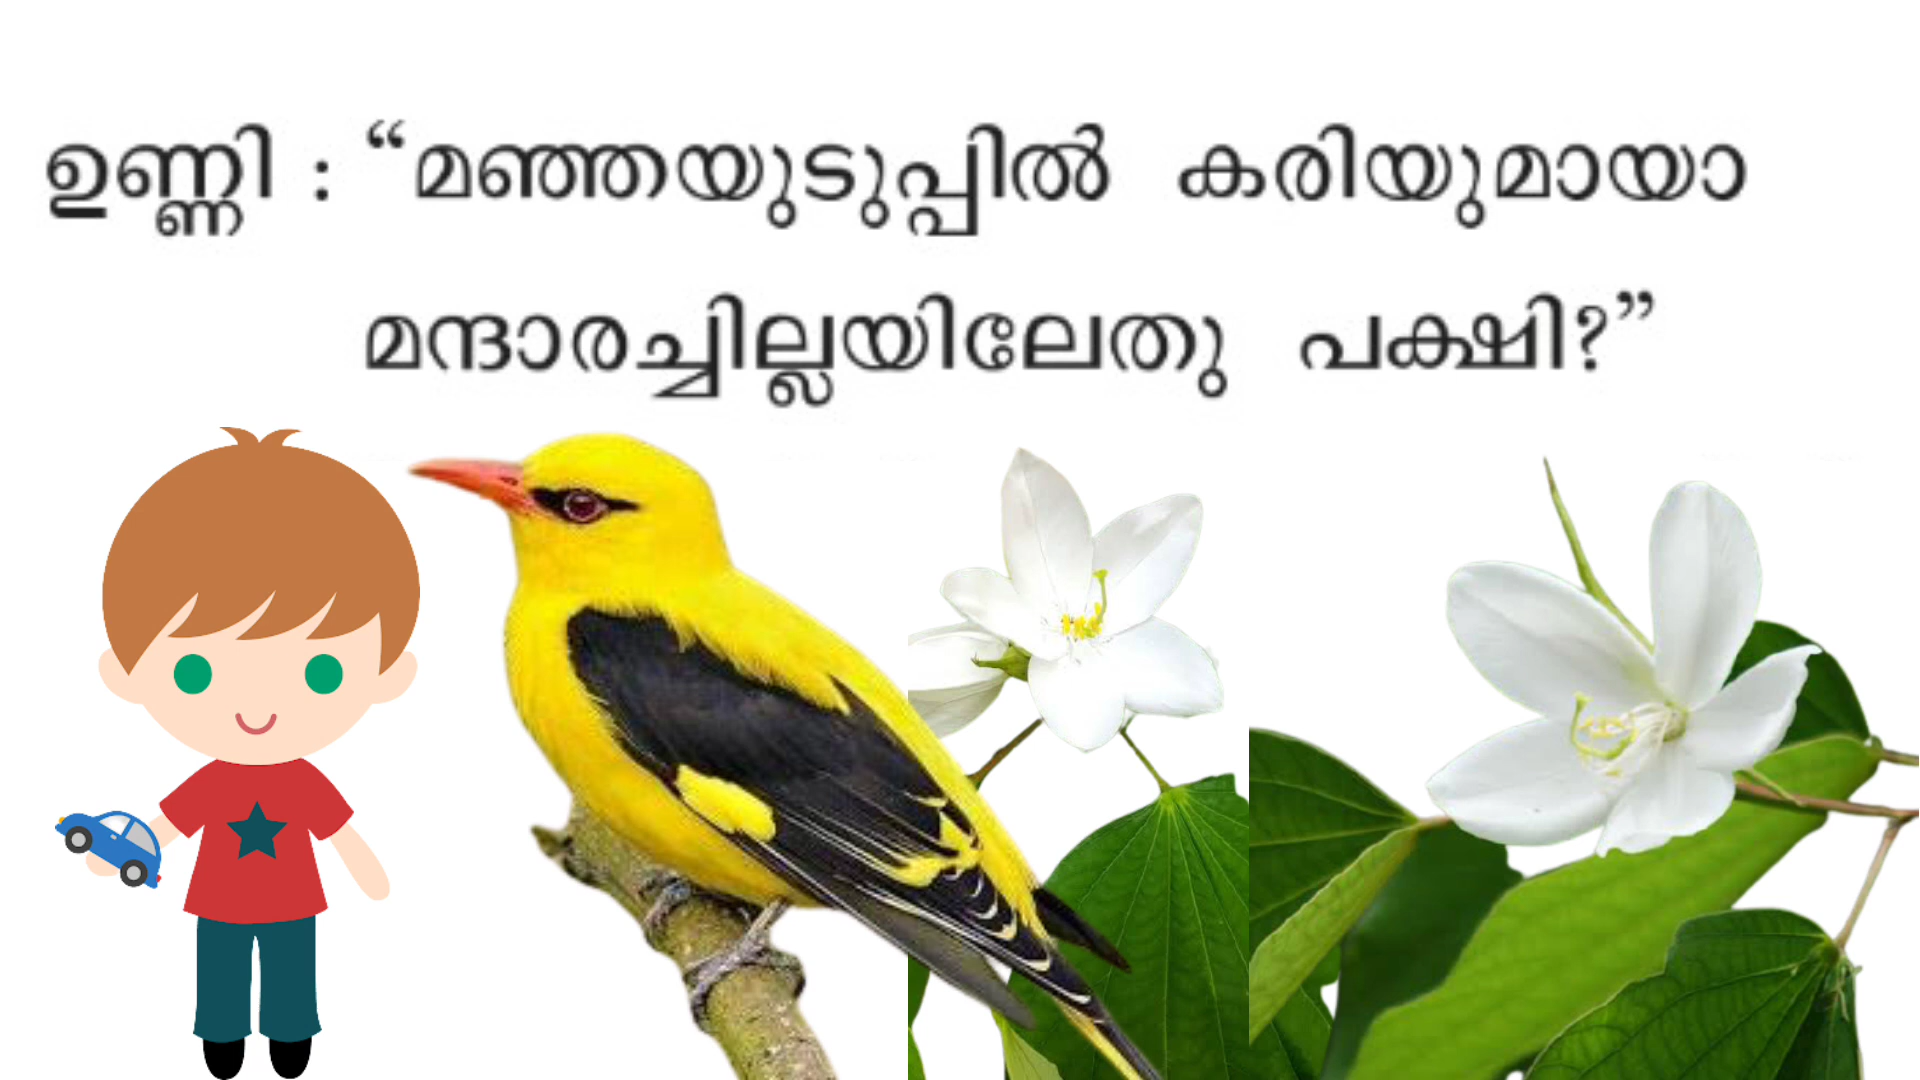 ഉണ്ണി : “മഞ്ഞയുടുപ്പിൽ കരിയുമായാ
മന്ദാരച്ചില്ലയിലേതു പക്ഷി?”